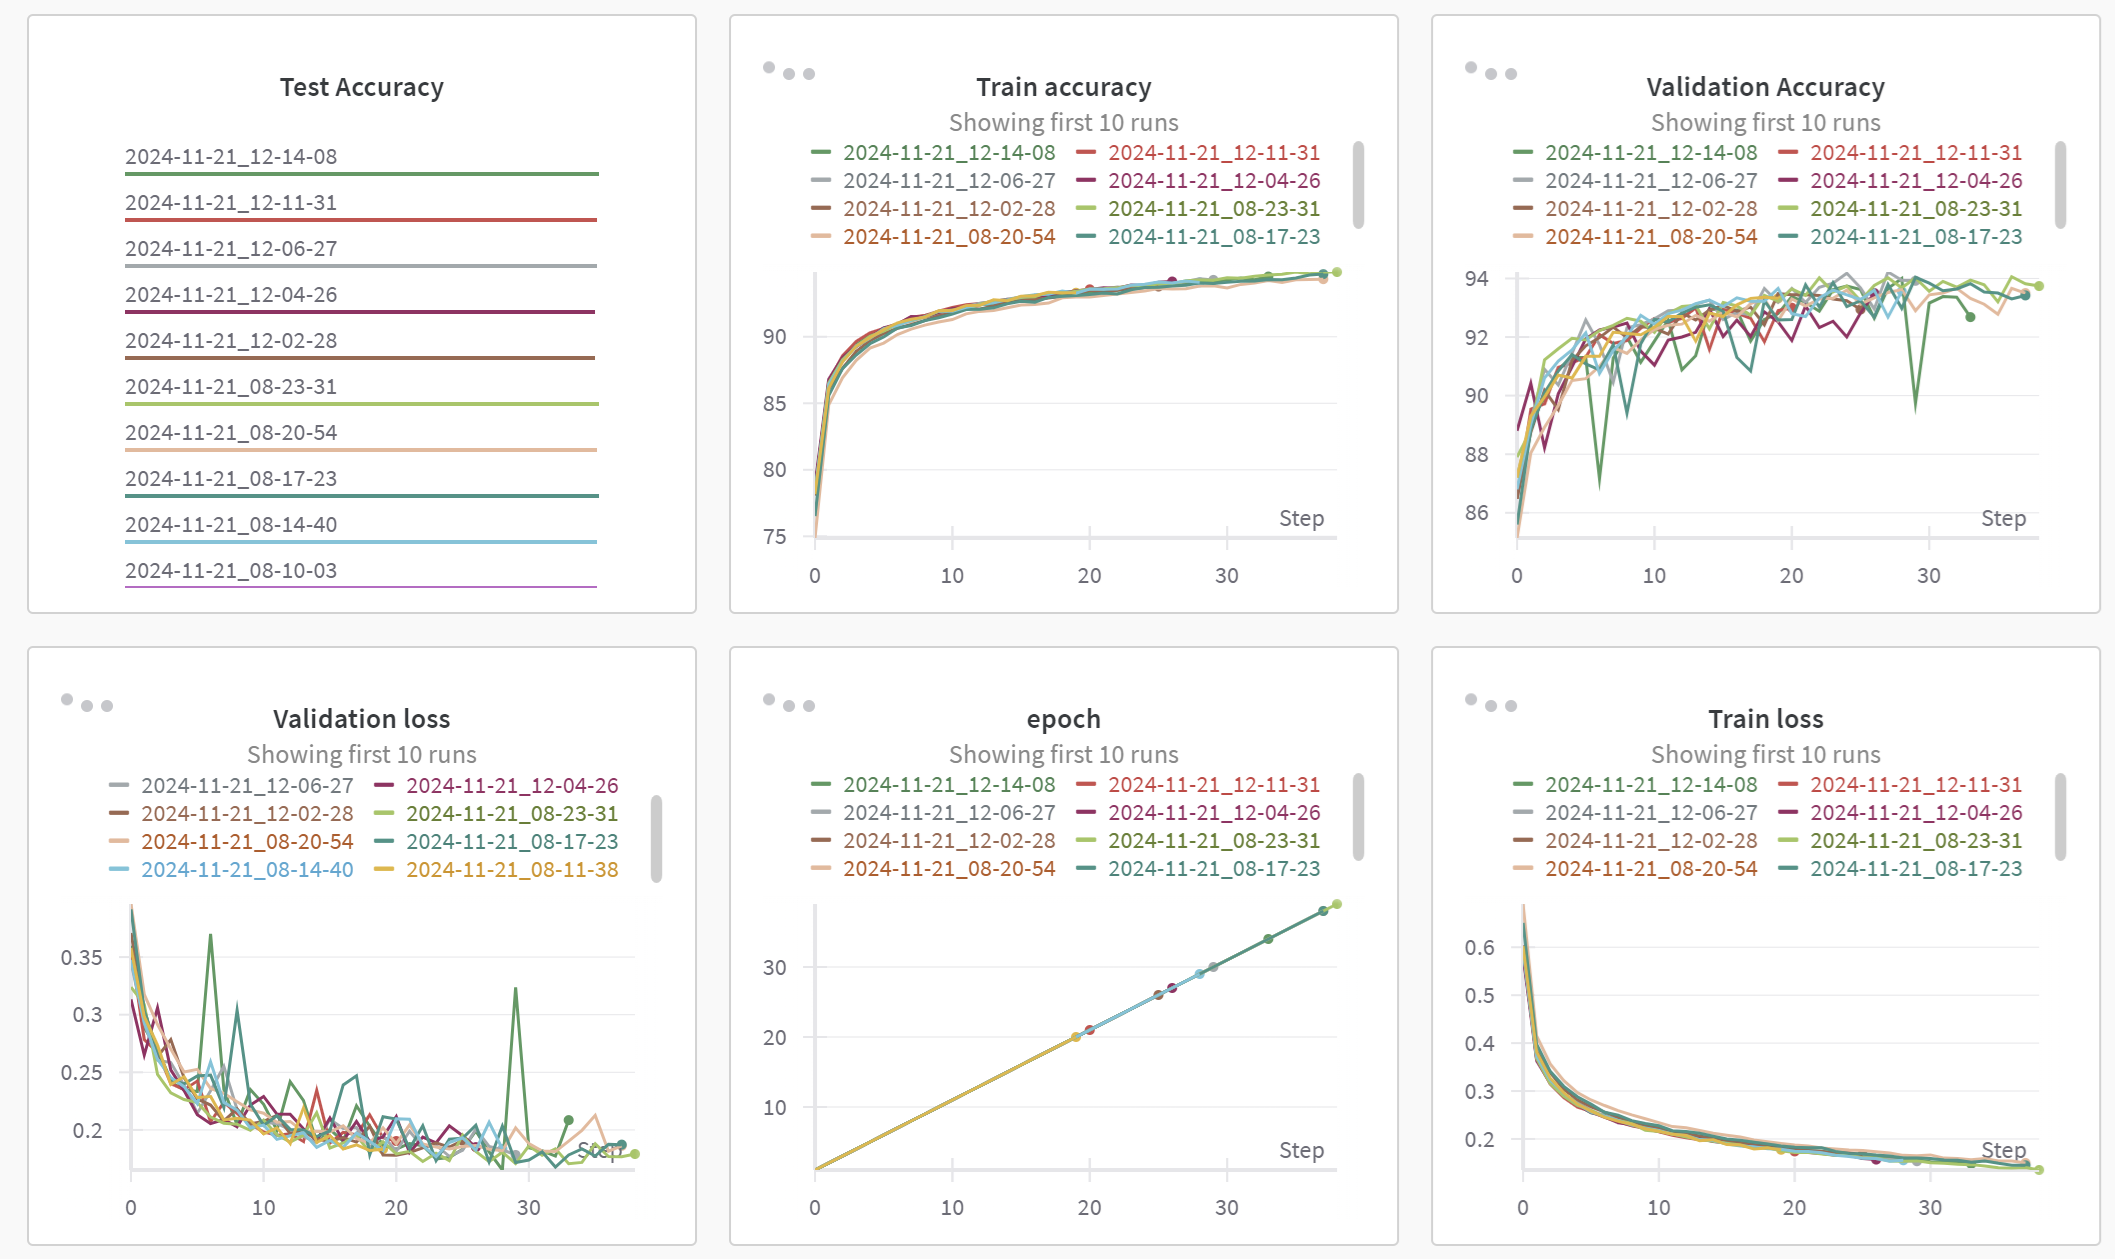 Test Accuracy
2024-11-21_12-14-08
2024-11-21_12-11-31
2024-11-21_12-06-27
2024-11-21_12-04-26
2024-11-21_12-02-28
2024-11-21_08-23-31
2024-11-21_08-20-54
2024-11-21_08-17-23
2024-11-21_08-14-40
2024-11-21_08-10-03
Train accuracy
Showing first 10 runs
2024-11-21_12-14-08 2024-11-21_12-11-31
2024-11-21_12-06-27 2024-11-21_12-04-26
2024-11-21_12-02-28 2024-11-21_08-23-31
2024-11-21_08-20-54 2024-11-21_08-17-23
90
85
80
75
Step
0 10 20 30
Validation Accuracy
Showing first 10 runs
2024-11-21_12-14-08 2024-11-21_12-11-31
2024-11-21_12-06-27 2024-11-21_12-04-26
2024-11-21_12-02-28 2024-11-21_08-23-31
2024-11-21_08-20-54 2024-11-21_08-17-23
94
92
90
88
86
Step
0 10 20 30
Validation loss
Showing first 10 runs
2024-11-21_12-06-27 2024-11-21_12-04-26
2024-11-21_12-02-28 2024-11-21_08-23-31
2024-11-21_08-20-54 2024-11-21_08-17-23
2024-11-21_08-14-40 2024-11-21_08-11-38
0.35
0.3
0.25
0.2
Step
0 10 20 30
epoch
Showing first 10 runs
2024-11-21_12-14-08 2024-11-21_12-11-31
2024-11-21_12-06-27 2024-11-21_12-04-26
2024-11-21_12-02-28 2024-11-21_08-23-31
2024-11-21_08-20-54 2024-11-21_08-17-23
30
20
10
Step
0 10 20 30
Train loss
Showing first 10 runs
2024-11-21_12-14-08 2024-11-21_12-11-31
2024-11-21_12-06-27 2024-11-21_12-04-26
2024-11-21_12-02-28 2024-11-21_08-23-31
2024-11-21_08-20-54 2024-11-21_08-17-23
0.6
0.5
0.4
0.3
0.2
Step
0 10 20 30